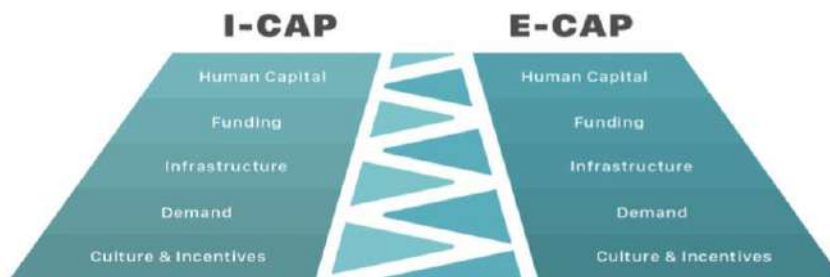 I-CAP E-CAP
Human Capital Human Capital
Funding Funding
Infrastructure Infrastructure
Demand Demand
Culture & Incentives Culture & Incentives